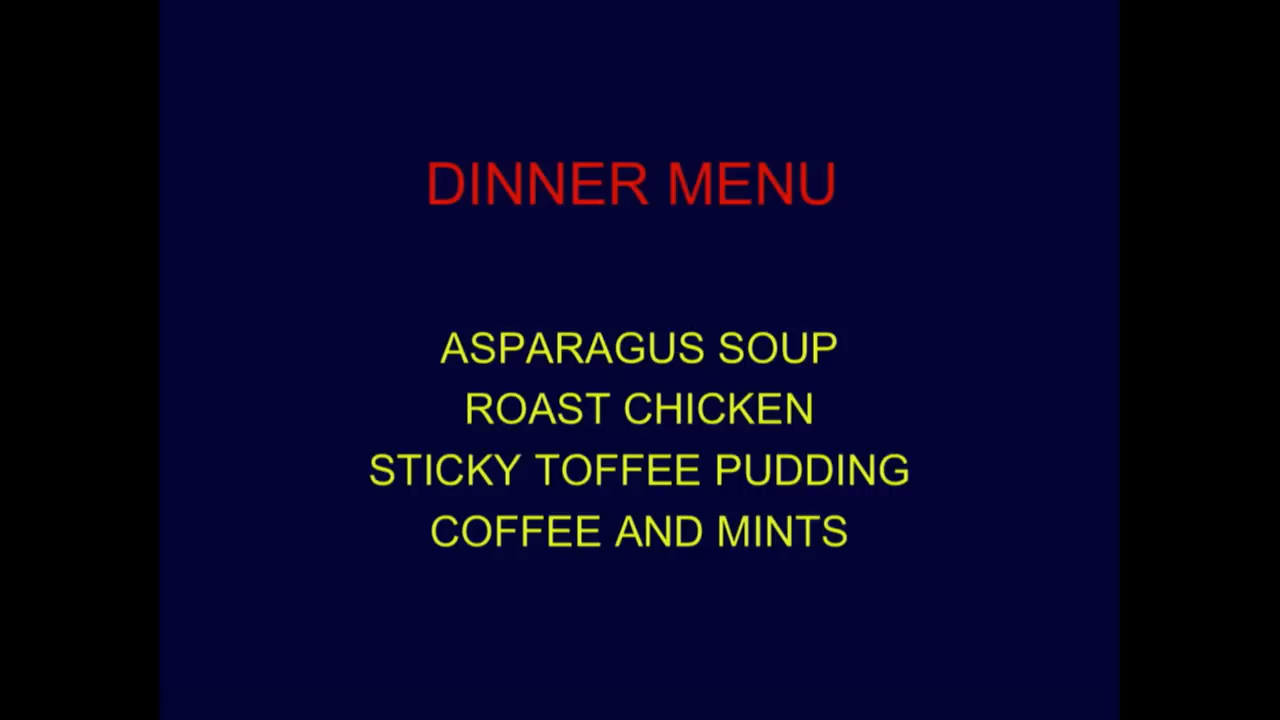 DINNER MENU
ASPARAGUS SOUP
ROAST CHICKEN
STICKY TOFFEE PUDDING
COFFEE AND MINTS